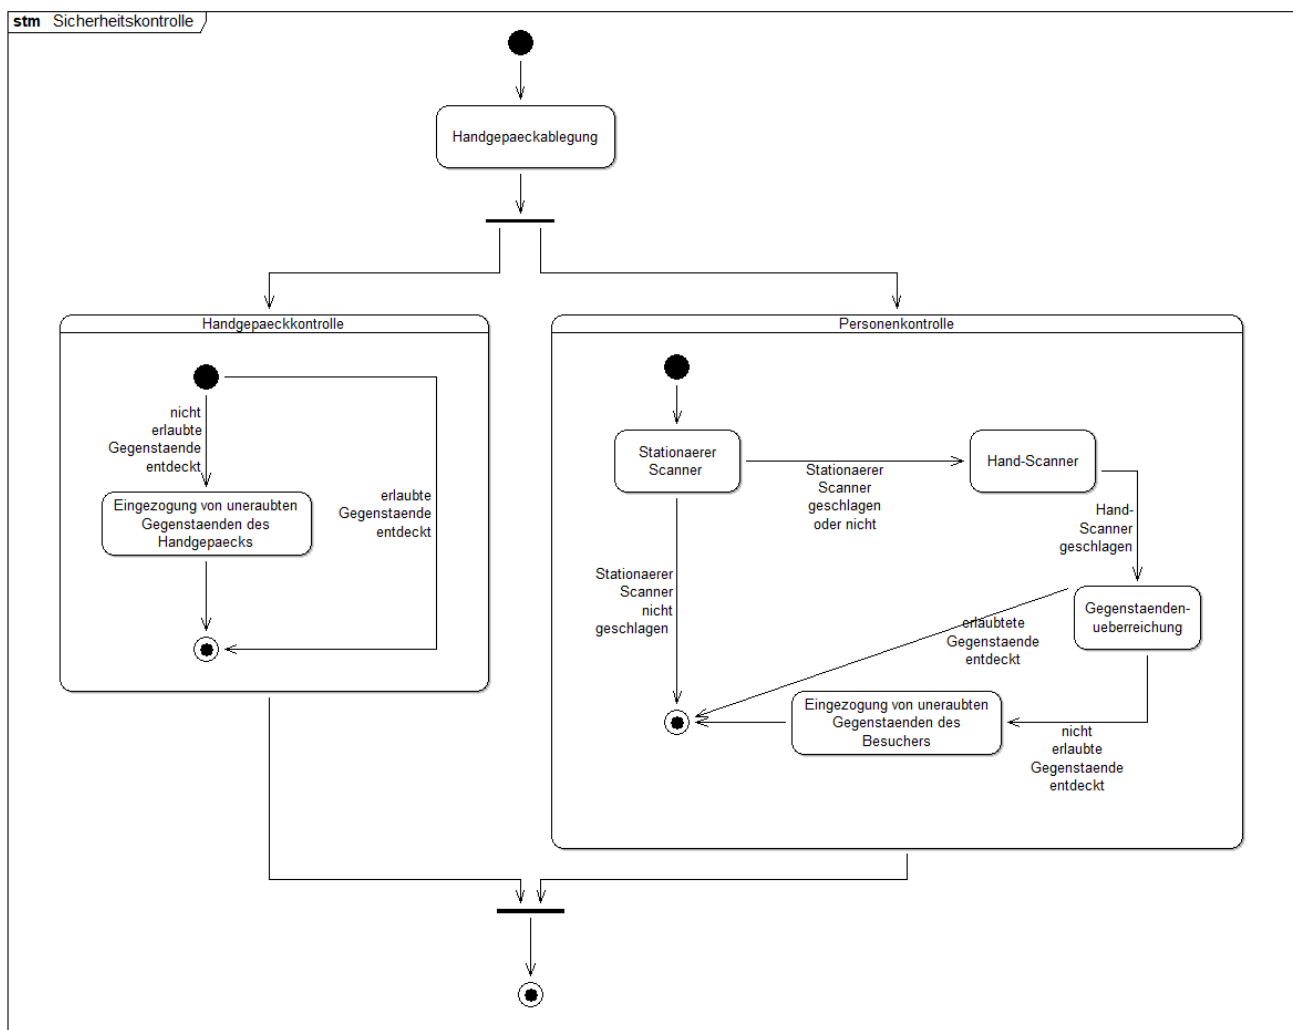 stm Sicherheitskontrolle
Handgepaeckablegung
Handgepaeckkontrolle
nicht
erlaubte
Gegenstaende
entdeckt
erlaubte
Gegenstaende
entdeckt
Eingezogung von uneraubten
Gegenstaenden des
Handgepaecks
Personenkontrolle
Stationaerer
Scanner
Stationaerer
Scanner
geschlagen
oder nicht
Hand-Scanner
Hand-
Scanner
geschlagen
Stationaerer
Scanner
nicht
geschlagen
Gegenstaenden-
ueberreichung
erlaubtete
Gegenstaende
entdeckt
Eingezogung von uneraubten
Gegenstaenden des
Besuchers
nicht
erlaubte
Gegenstaende
entdeckt